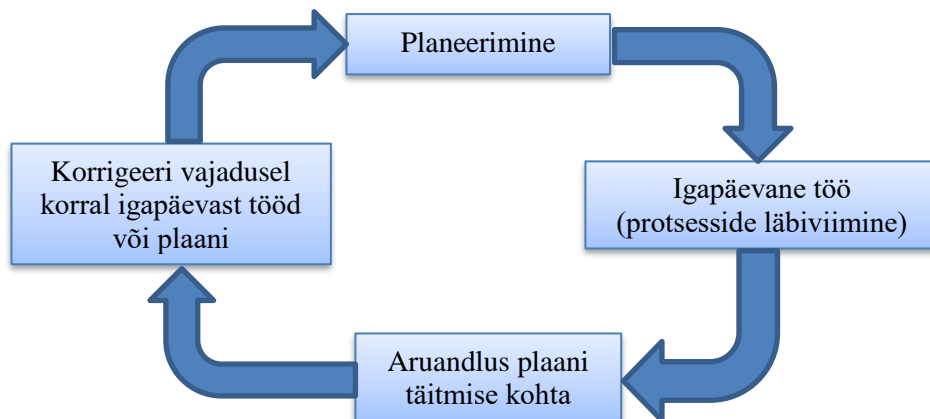 Planeerimine
Igapäevane töö
(protsesside läbiviimine)
Aruandlus plaani
täitmise kohta
Korrigeeri vajadusel
korral igapäevast tööd
või plaani